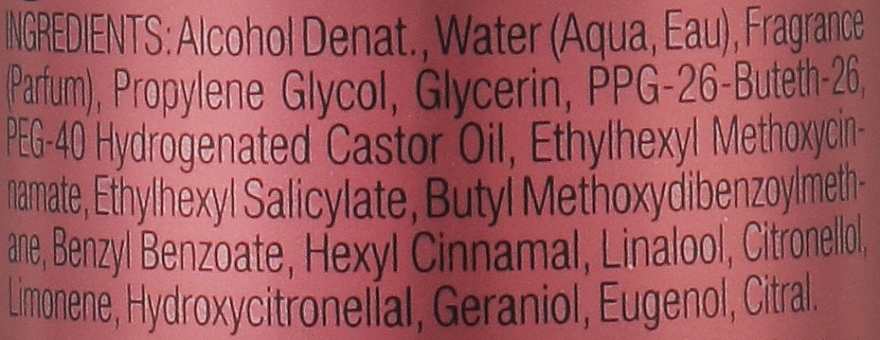 INGREDIENTS: Alcohol Denat., Water (Aqua, Eau), Fragrance
(Parfum), Propylene Glycol, Glycerin, PPG-26-Buteth-26,
PEG-40 Hydrogenated Castor Oil, Ethylhexyl Methoxycin-
namate, Ethylhexyl Salicylate, Butyl Methoxydibenzoylmeth-
ane, Benzyl Benzoate, Hexyl Cinnamal, Linalool, Citronellol,
Limonene, Hydroxycitronellal, Geraniol, Eugenol, Citral.